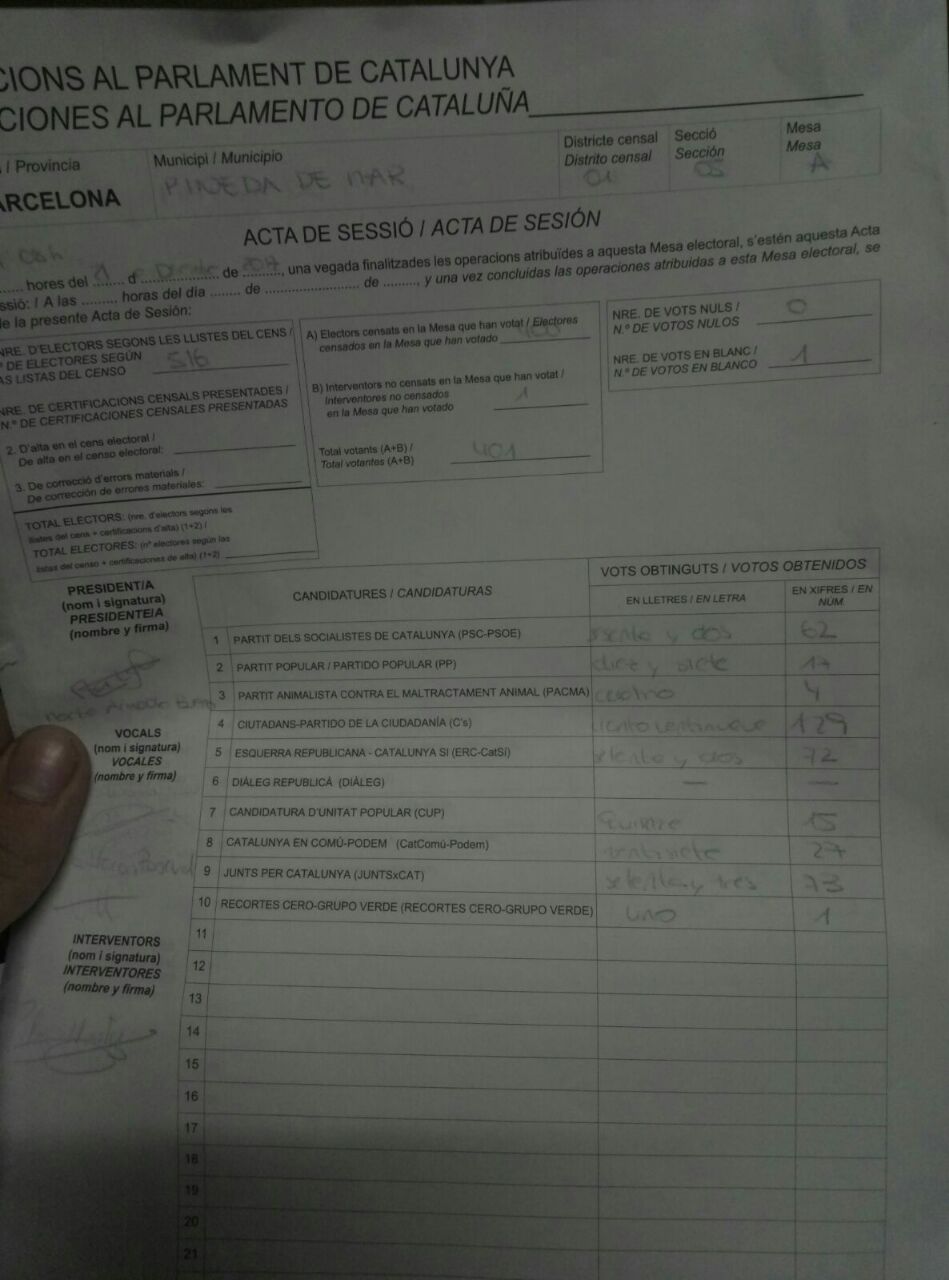 CIONS AL PARLAMENT DE CATALUNYA
CIONES AL PARLAMENTO DE CATALUÑA
/ Provincia
ARCELONA
Municipi / Municipio
PINEDA DE MAR
Districte censal
Distrito censal
01
Secció
Sección
05
Mesa
Mesa
A
ACTA DE SESSIÓ / ACTA DE SESIÓN
hores del 21 d de 2017, una vegada finalitzades les operacions atribuïdes a aquesta Mesa electoral, s'estén aquesta Acta
ssió: / A las ......... horas del día ........ de ........................ de ........., y una vez concluidas las operaciones atribuidas a esta Mesa electoral, se
de la presente Acta de Sesión:
NRE. D'ELECTORS SEGONS LES LLISTES DEL CENS /
º DE ELECTORES SEGÚN
AS LISTAS DEL CENSO 516
NRE. DE CERTIFICACIONS CENSALS PRESENTADES /
N.º DE CERTIFICACIONES CENSALES PRESENTADAS
2. D'alta en el cens electoral /
De alta en el censo electoral:
3. De correcció d'errors materials /
De corrección de errores materiales:
TOTAL ELECTORS: (nre. d'electors segons les
llistes del cens + certificacions d'alta) (1+2) /
TOTAL ELECTORES: (nº electores según las
listas del censo + certificaciones de alta) (1+2)
A) Electors censats en la Mesa que han votat / Electores
censados en la Mesa que han votado 400
B) Interventors no censats en la Mesa que han votat /
Interventores no censados
en la Mesa que han votado 1
Total votants (A+B) /
Total votantes (A+B) 401
NRE. DE VOTS NULS /
N.º DE VOTOS NULOS 0
NRE. DE VOTS EN BLANC /
N.º DE VOTOS EN BLANCO 1
PRESIDENT/A
(nom i signatura)
PRESIDENTE/A
(nombre y firma)
VOCALS
(nom i signatura)
VOCALES
(nombre y firma)
INTERVENTORS
(nom i signatura)
INTERVENTORES
(nombre y firma)
CANDIDATURES / CANDIDATURAS
VOTS OBTINGUTS / VOTOS OBTENIDOS
EN LLETRES / EN LETRA
EN XIFRES / EN NÚM.
1 PARTIT DELS SOCIALISTES DE CATALUNYA (PSC-PSOE) sesenta y dos 62
2 PARTIT POPULAR / PARTIDO POPULAR (PP) diez y siete 17
3 PARTIT ANIMALISTA CONTRA EL MALTRACTAMENT ANIMAL (PACMA) cuatro 4
4 CIUTADANS-PARTIDO DE LA CIUDADANÍA (C's) 129
5 ESQUERRA REPUBLICANA - CATALUNYA SÍ (ERC-CatSÍ) setenta y dos 72
6 DIÀLEG REPUBLICÀ (DIÀLEG) — —
7 CANDIDATURA D'UNITAT POPULAR (CUP) Quinze 15
8 CATALUNYA EN COMÚ-PODEM (CatComú-Podem) 27
9 JUNTS PER CATALUNYA (JUNTSxCAT) setenta y tres 73
10 RECORTES CERO-GRUPO VERDE (RECORTES CERO-GRUPO VERDE) uno 1
11
12
13
14
15
16
17
18
19
20
21